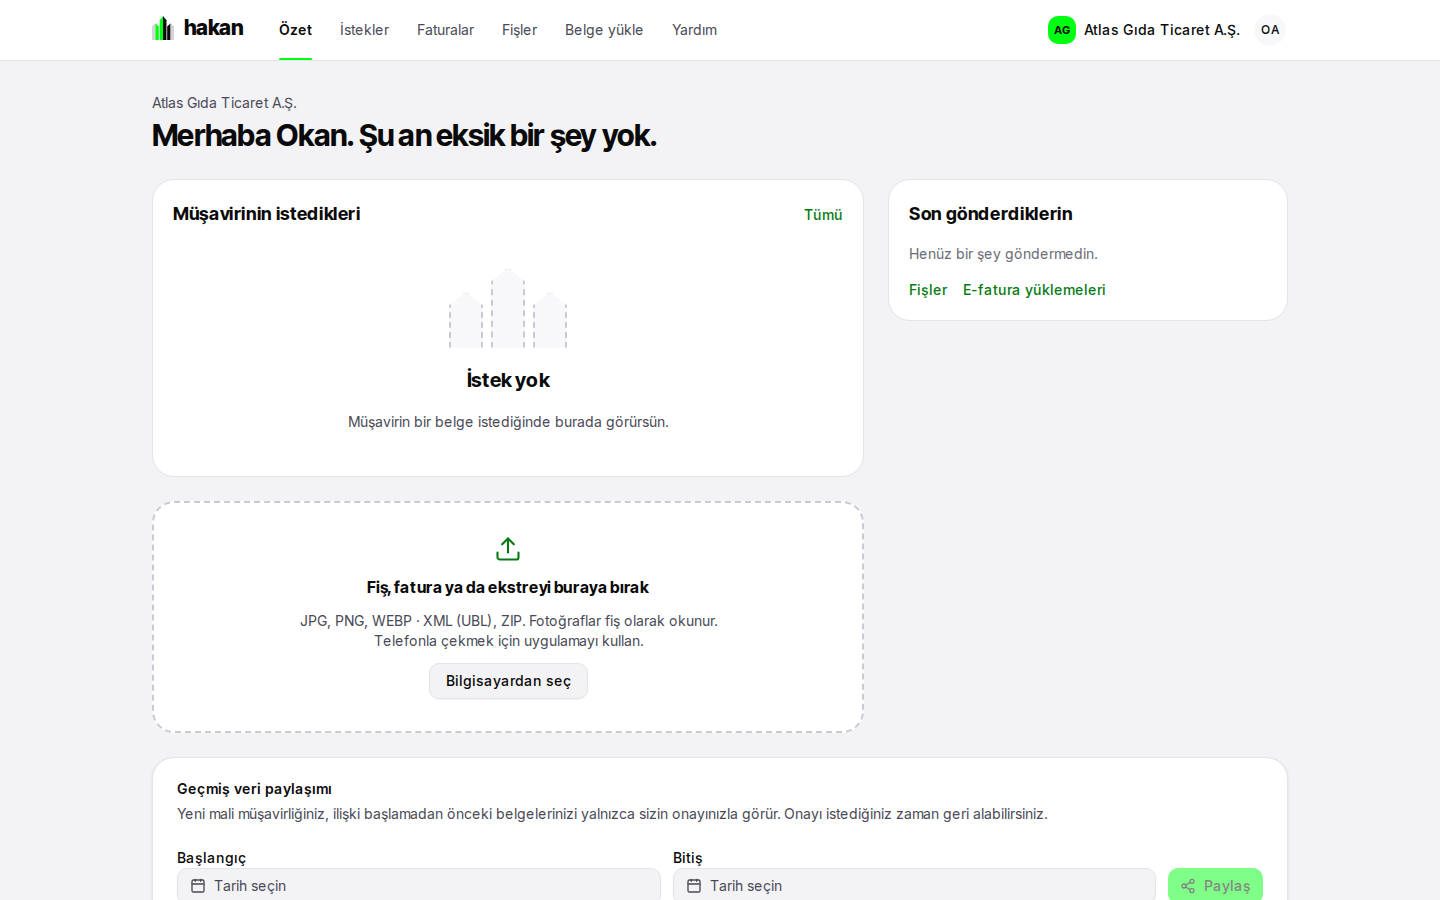 hakan
Özet
İstekler
Faturalar
Fişler
Belge yükle
Yardım
AG
Atlas Gıda Ticaret A.Ş.
OA
Atlas Gıda Ticaret A.Ş.
Merhaba Okan. Şu an eksik bir şey yok.
Müşavirinin istedikleri
Tümü
İstek yok
Müşavirin bir belge istediğinde burada görürsün.
Son gönderdiklerin
Henüz bir şey göndermedin.
Fişler
E-fatura yüklemeleri
Fiş, fatura ya da ekstreyi buraya bırak
JPG, PNG, WEBP · XML (UBL), ZIP. Fotoğraflar fiş olarak okunur.
Telefonla çekmek için uygulamayı kullan.
Bilgisayardan seç
Geçmiş veri paylaşımı
Yeni mali müşavirliğiniz, ilişki başlamadan önceki belgelerinizi yalnızca sizin onayınızla görür. Onayı istediğiniz zaman geri alabilirsiniz.
Başlangıç
Bitiş
Tarih seçin
Tarih seçin
Paylaş